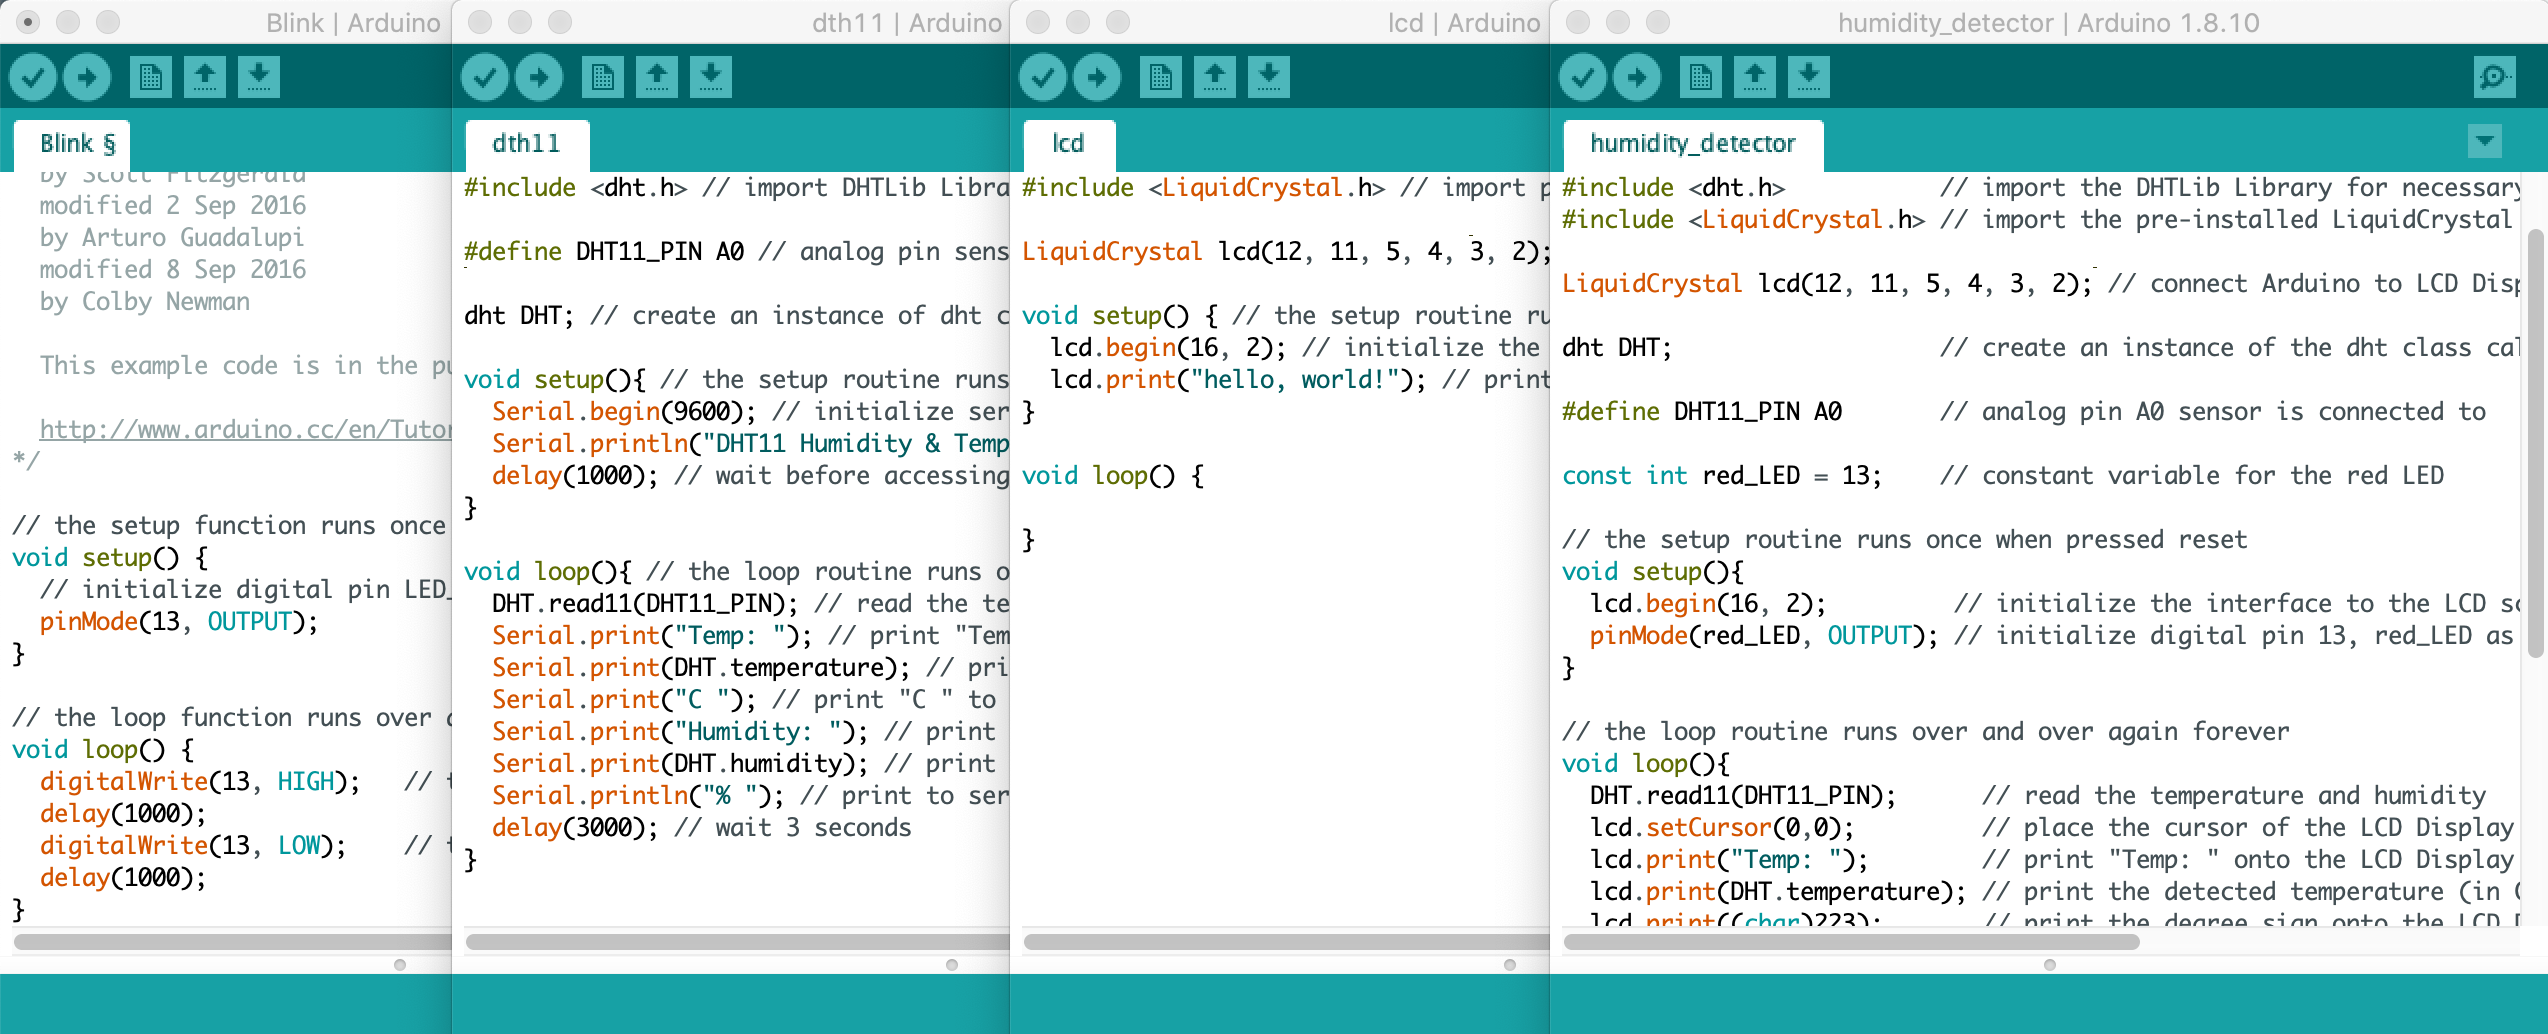 Blink | Arduino
Blink §
by Scott Fitzgerald
modified 2 Sep 2016
by Arturo Guadalupi
modified 8 Sep 2016
by Colby Newman
This example code is in the
http://www.arduino.cc/en/Tutor
*/
// the setup function runs once
void setup() {
// initialize digital pin LED_
pinMode(13, OUTPUT);
}
// the loop function runs over
void loop() {
digitalWrite(13, HIGH); //
delay(1000);
digitalWrite(13, LOW); //
delay(1000);
}
dth11 | Arduino
dth11
#include <dht.h> // import DHTLib Libra
#define DHT11_PIN A0 // analog pin sens
dht DHT; // create an instance of dht c
void setup(){ // the setup routine runs
Serial.begin(9600); // initialize ser
Serial.println("DHT11 Humidity & Temp
delay(1000); // wait before accessing
}
void loop(){ // the loop routine runs o
DHT.read11(DHT11_PIN); // read the te
Serial.print("Temp: "); // print "Tem
Serial.print(DHT.temperature); // pri
Serial.print("C "); // print "C " to
Serial.print("Humidity: "); // print
Serial.print(DHT.humidity); // print
Serial.println("% "); // print to ser
delay(3000); // wait 3 seconds
}
lcd | Arduino
lcd
#include <LiquidCrystal.h> // import p
LiquidCrystal lcd(12, 11, 5, 4, 3, 2);
void setup() { // the setup routine ru
lcd.begin(16, 2); // initialize the
lcd.print("hello, world!"); // print
}
void loop() {
}
humidity_detector | Arduino 1.8.10
humidity_detector
#include <dht.h> // import the DHTLib Library for necessary
#include <LiquidCrystal.h> // import the pre-installed LiquidCrystal
LiquidCrystal lcd(12, 11, 5, 4, 3, 2); // connect Arduino to LCD Disp
dht DHT; // create an instance of the dht class cal
#define DHT11_PIN A0 // analog pin A0 sensor is connected to
const int red_LED = 13; // constant variable for the red LED
// the setup routine runs once when pressed reset
void setup(){
lcd.begin(16, 2); // initialize the interface to the LCD sc
pinMode(red_LED, OUTPUT); // initialize digital pin 13, red_LED as
}
// the loop routine runs over and over again forever
void loop(){
DHT.read11(DHT11_PIN); // read the temperature and humidity
lcd.setCursor(0,0); // place the cursor of the LCD Display
lcd.print("Temp: "); // print "Temp: " onto the LCD Display
lcd.print(DHT.temperature); // print the detected temperature (in
lcd.print((char)223); // print the degree sign onto the LCD